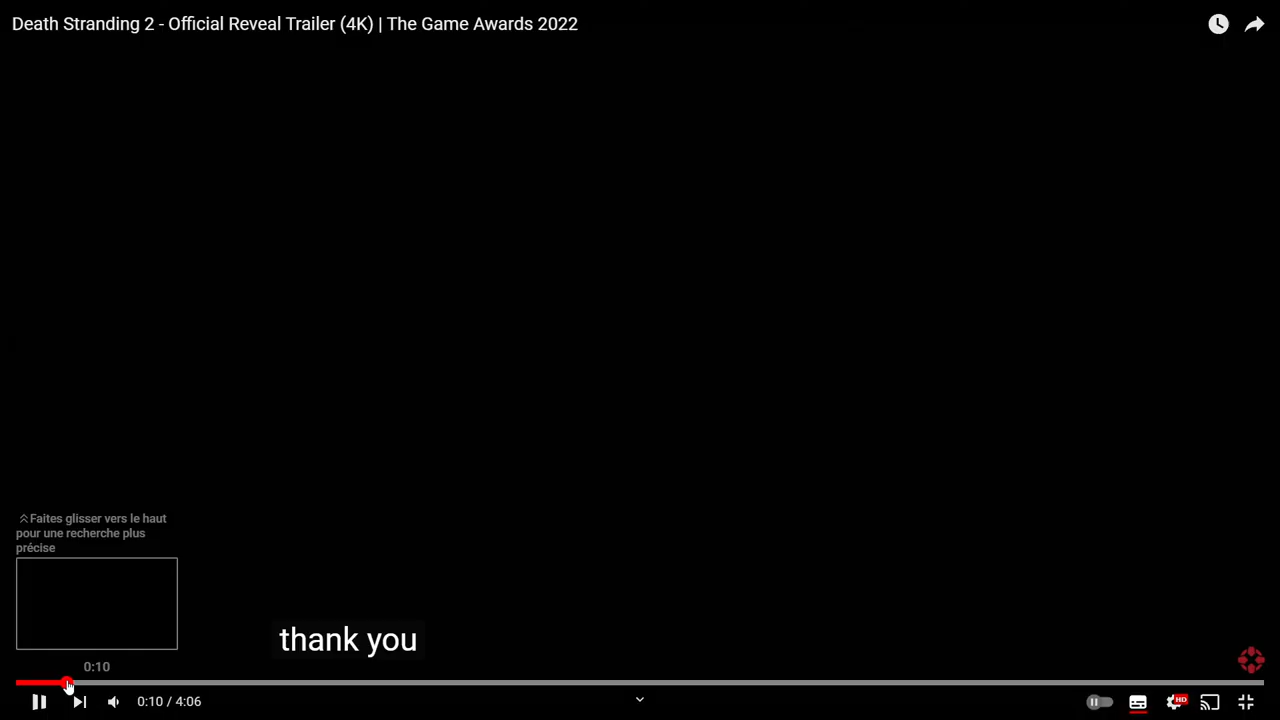 Death Stranding 2 - Official Reveal Trailer (4K) | The Game Awards 2022
Faites glisser vers le haut
pour une recherche plus
précise
thank you
0:10
0:10 / 4:06
HD